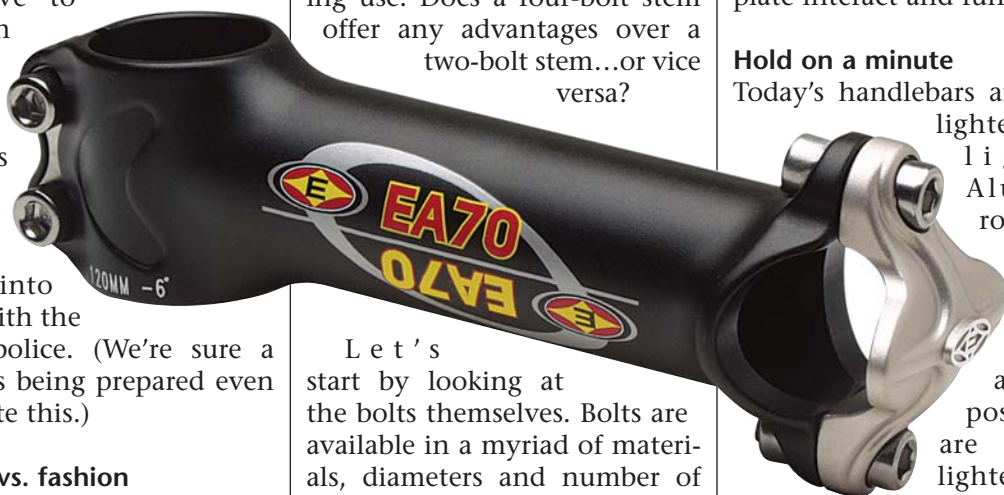 ve to
into
ith the
police. (We're sure a
s being prepared even
te this.)
vs. fashion
ing use. Does a four-bolt stem
offer any advantages over a
two-bolt stem...or vice
versa?
Let's
start by looking at
the bolts themselves. Bolts are
available in a myriad of materi-
als, diameters and number of
plate interact and
Hold on a minute
Today's handlebars
lighte
li
Alu
ro
a
pos
are
lighte
E
EA70
EA70
E
120MM -6°